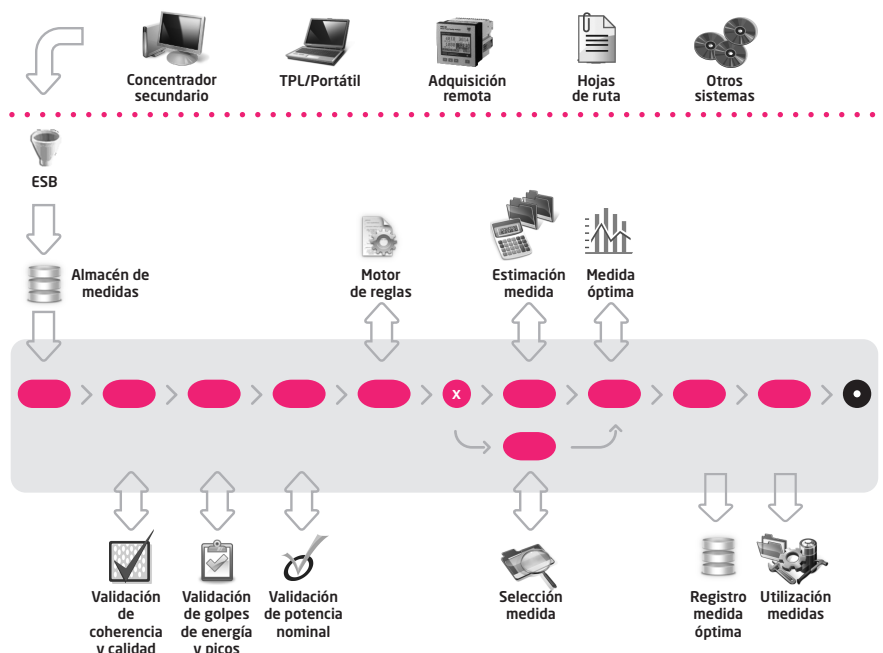 Concentrador
secundario
TPL/Portátil
Adquisición
remota
Hojas
de ruta
Otros
sistemas
ESB
Almacén de
medidas
Motor
de reglas
Estimación
medida
Medida
óptima
X
Validación
de
coherencia
y calidad
Validación
de golpes
de energía
y picos
Validación
de potencia
nominal
Selección
medida
Registro
medida
óptima
Utilización
medidas